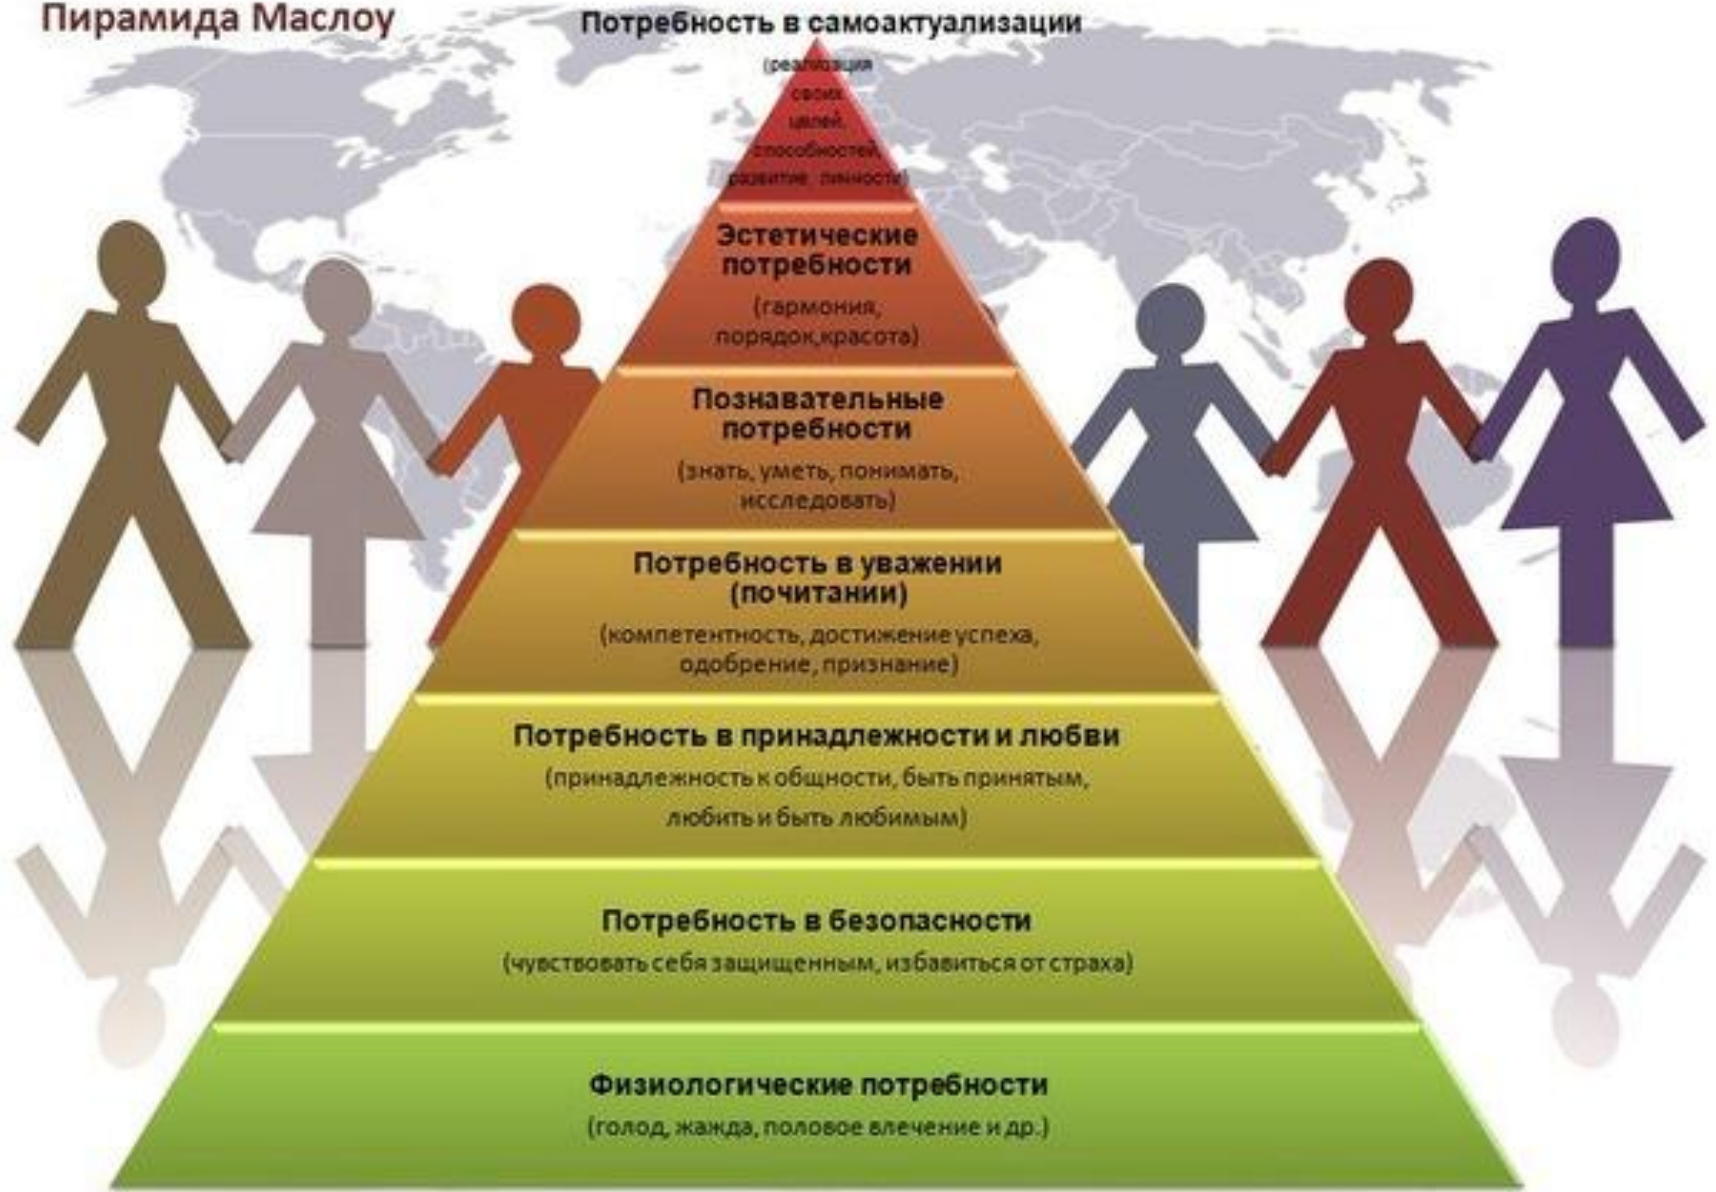 Пирамида Маслоу
Потребность в самоактуализации
(реализация
своих
целей,
способностей,
развитие личности)
Эстетические
потребности
(гармония,
порядок,красота)
Познавательные
потребности
(знать, уметь, понимать,
исследовать)
Потребность в уважении
(почитании)
(компетентность, достижение успеха,
одобрение, признание)
Потребность в принадлежности и любви
(принадлежность к общности, быть принятым,
любить и быть любимым)
Потребность в безопасности
(чувствовать себя защищенным, избавиться от страха)
Физиологические потребности
(голод, жажда, половое влечение и др.)